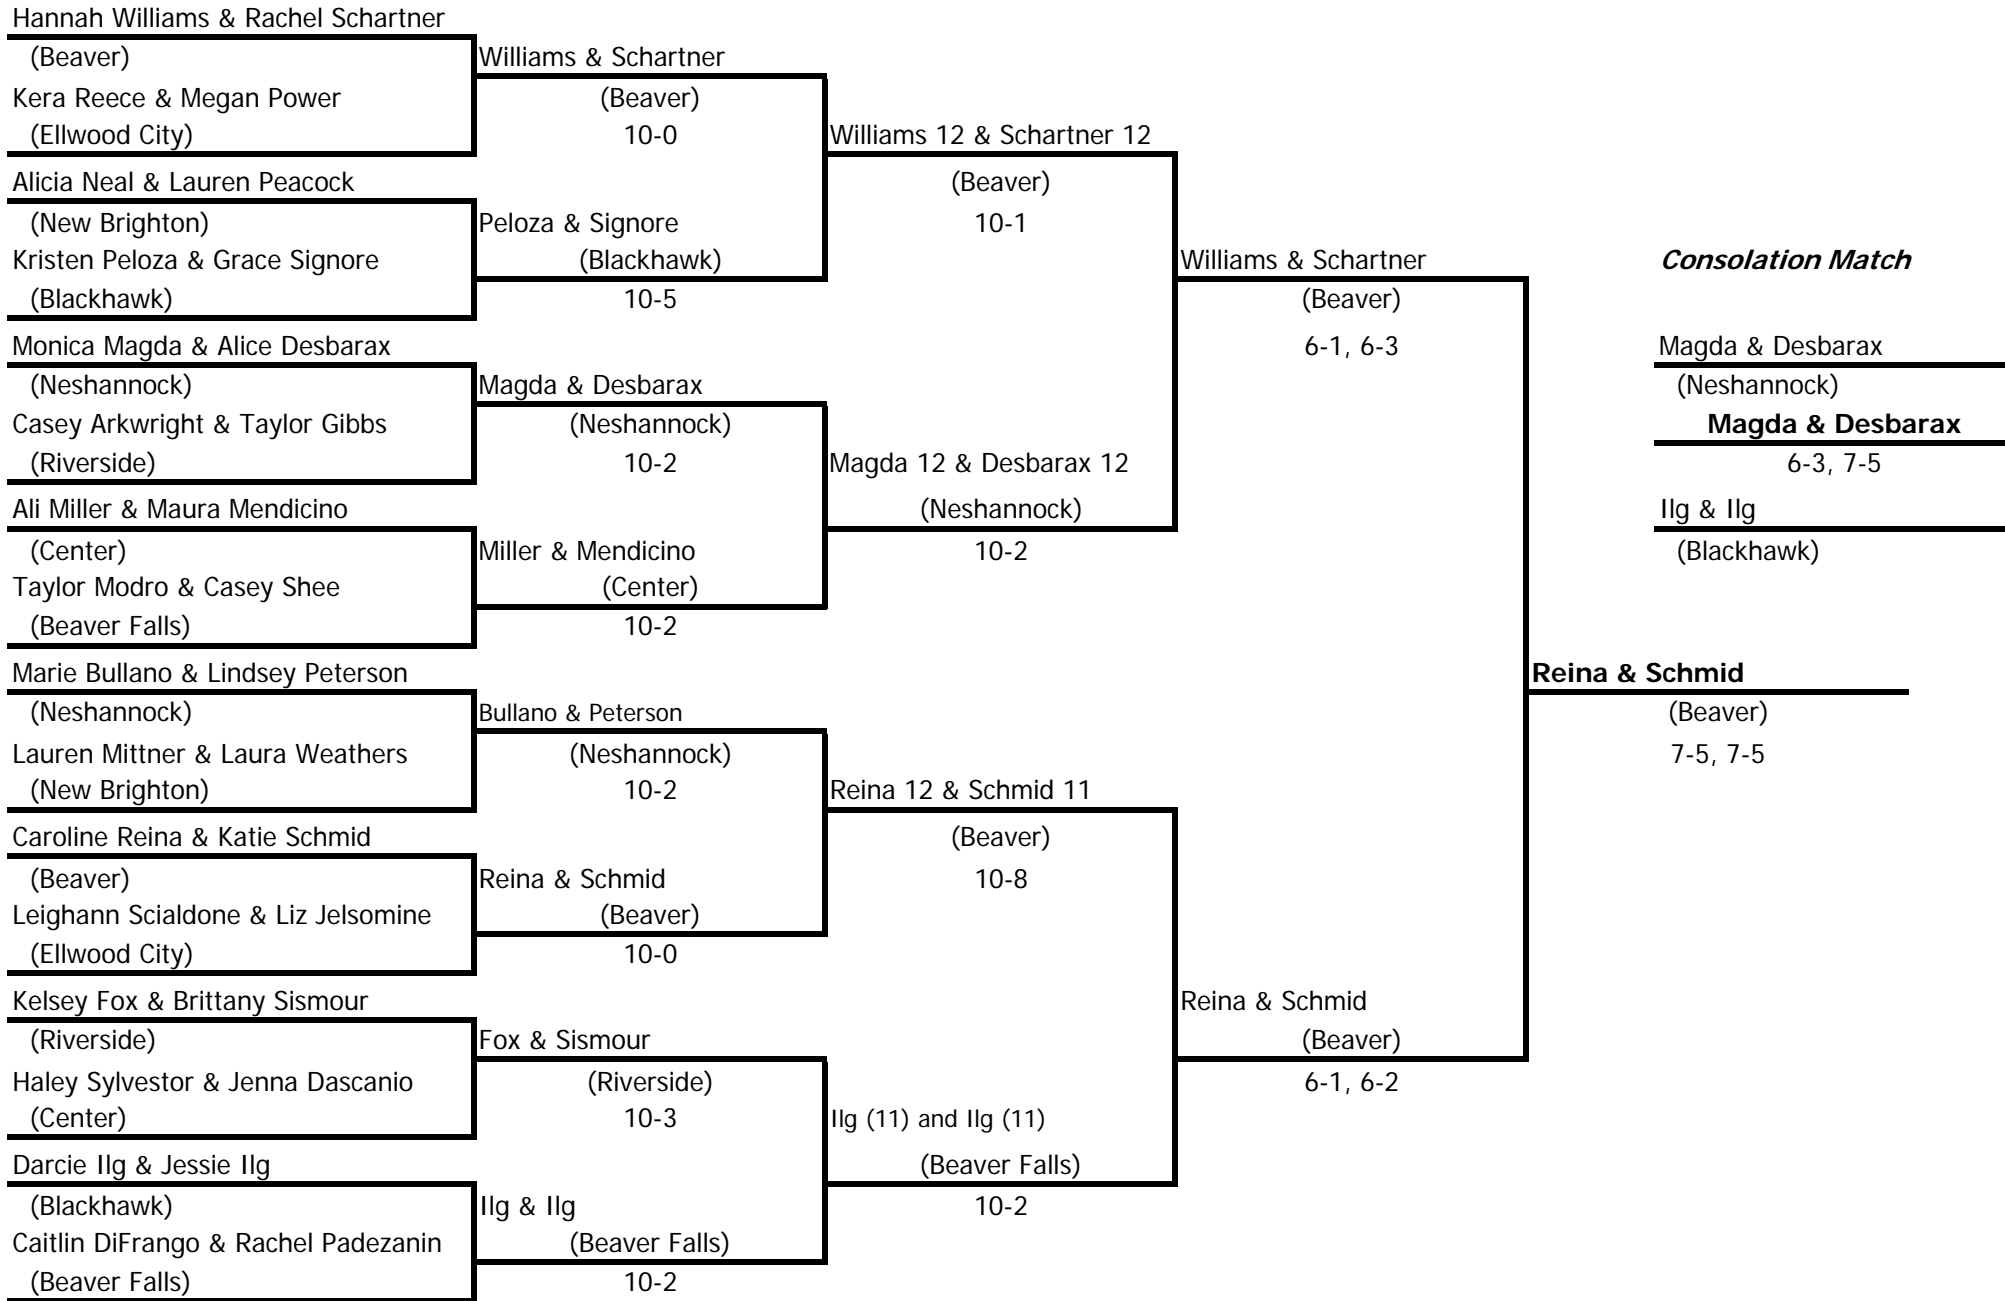 Hannah Williams & Rachel Schartner
(Beaver)
Kera Reece & Megan Power
(Ellwood City)
Alicia Neal & Lauren Peacock
(New Brighton)
Kristen Peloza & Grace Signore
(Blackhawk)
Monica Magda & Alice Desbarax
(Neshannock)
Casey Arkwright & Taylor Gibbs
(Riverside)
Ali Miller & Maura Mendicino
(Center)
Taylor Modro & Casey Shee
(Beaver Falls)
Marie Bullano & Lindsey Peterson
(Neshannock)
Lauren Mittner & Laura Weathers
(New Brighton)
Caroline Reina & Katie Schmid
(Beaver)
Leighann Scialdone & Liz Jelsomine
(Ellwood City)
Kelsey Fox & Brittany Sismour
(Riverside)
Haley Sylvestor & Jenna Dascanio
(Center)
Darcie Ilg & Jessie Ilg
(Blackhawk)
Caitlin DiFrango & Rachel Padezanin
(Beaver Falls)
Williams & Schartner
(Beaver)
10-0
Peloza & Signore
(Blackhawk)
10-5
Magda & Desbarax
(Neshannock)
10-2
Miller & Mendicino
(Center)
10-2
Bullano & Peterson
(Neshannock)
10-2
Reina & Schmid
(Beaver)
10-0
Fox & Sismour
(Riverside)
10-3
Ilg & Ilg
(Beaver Falls)
10-2
Williams 12 & Schartner 12
(Beaver)
10-1
Magda 12 & Desbarax 12
(Neshannock)
10-2
Reina 12 & Schmid 11
(Beaver)
10-8
Ilg (11) and Ilg (11)
(Beaver Falls)
10-2
Williams & Schartner
(Beaver)
6-1, 6-3
Reina & Schmid
(Beaver)
6-1, 6-2
Reina & Schmid
(Beaver)
7-5, 7-5
Consolation Match
Magda & Desbarax
(Neshannock)
Magda & Desbarax
6-3, 7-5
Ilg & Ilg
(Blackhawk)